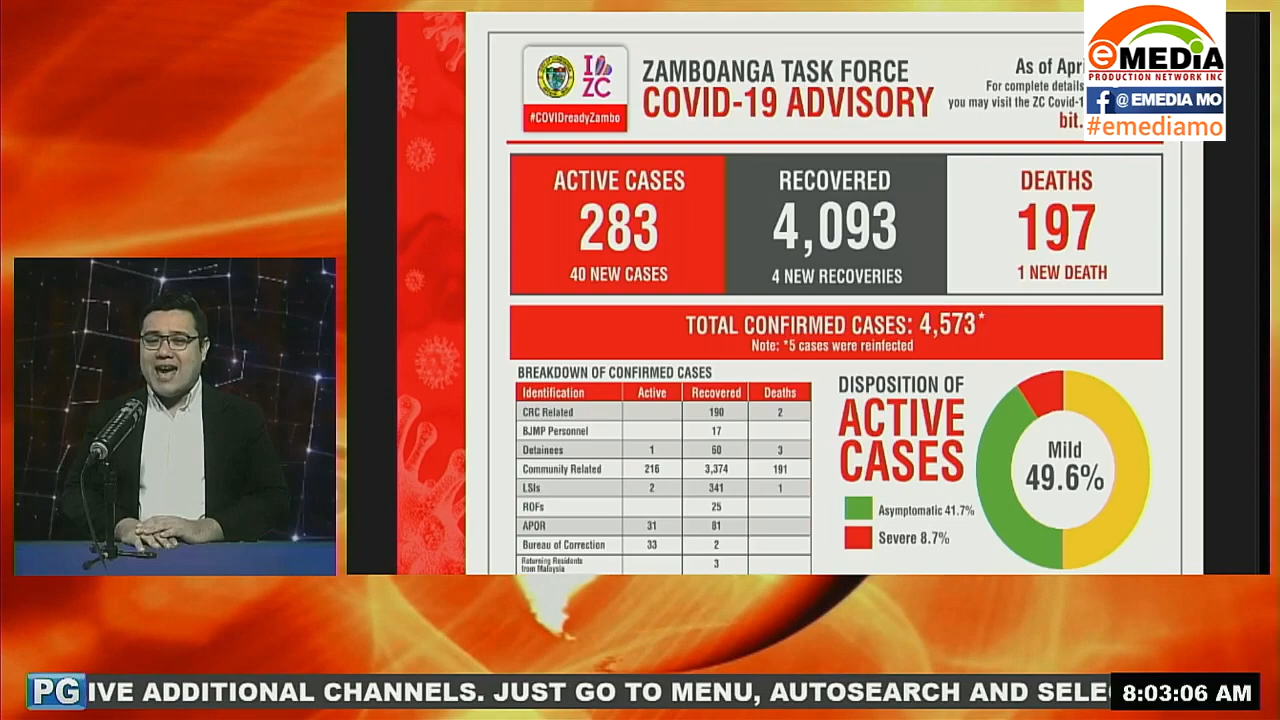 eMEDiA
PRODUCTION NETWORK INC
f @ EMEDIA MO
#emediamo
I ZC
#COVIDreadyZambo
ZAMBOANGA TASK FORCE
COVID-19 ADVISORY
As of Apri
For complete details
you may visit the ZC Covid-1
bit.
ACTIVE CASES
283
40 NEW CASES
RECOVERED
4,093
4 NEW RECOVERIES
DEATHS
197
1 NEW DEATH
TOTAL CONFIRMED CASES: 4,573*
Note: *5 cases were reinfected
BREAKDOWN OF CONFIRMED CASES
Identification Active Recovered Deaths
CRC Related 190 2
BJMP Personnel 17
Detainees 1 60 3
Community Related 216 3,374 191
LSIs 2 341 1
ROFs 25
APOR 31 81
Bureau of Correction 33 2
Returning Residents from Malaysia 3
DISPOSITION OF
ACTIVE
CASES
Asymptomatic 41.7%
Severe 8.7%
Mild
49.6%
PG IVE ADDITIONAL CHANNELS. JUST GO TO MENU, AUTOSEARCH AND SELE
8:03:06 AM